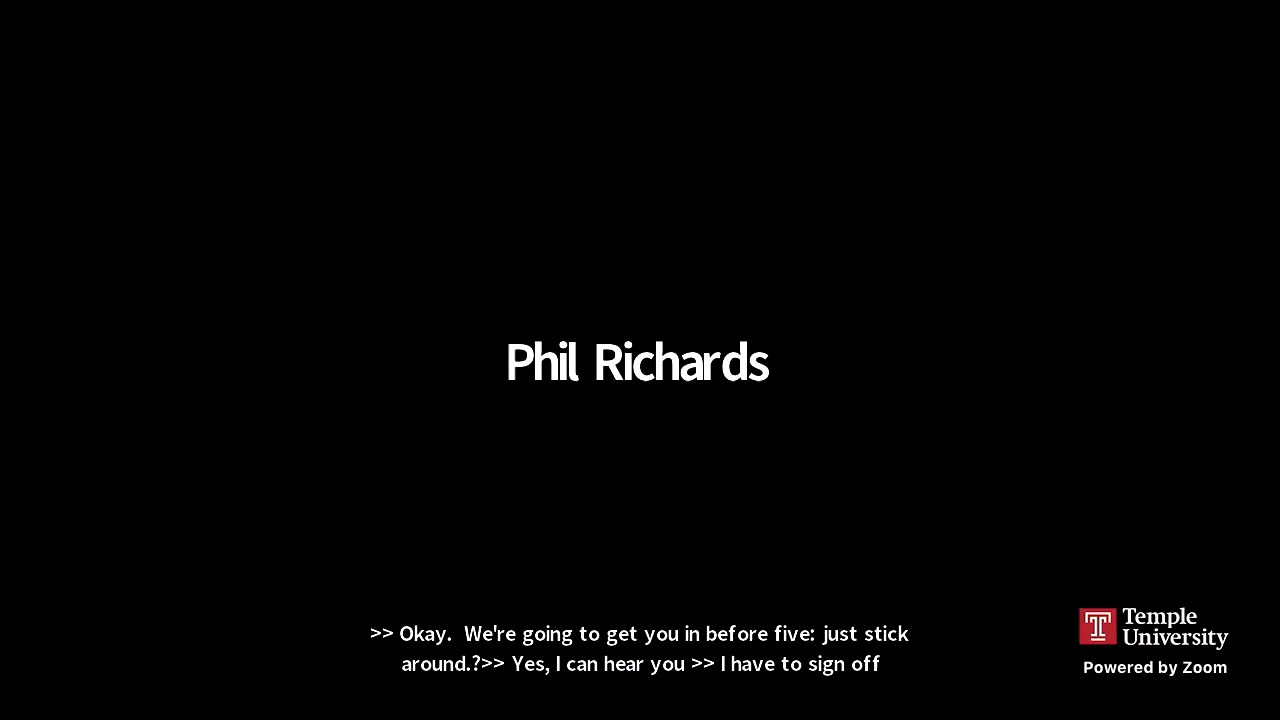 Phil Richards
>> Okay.  We're going to get you in before five: just stick
around.?>> Yes, I can hear you >> I have to sign off
Temple
University
Powered by Zoom